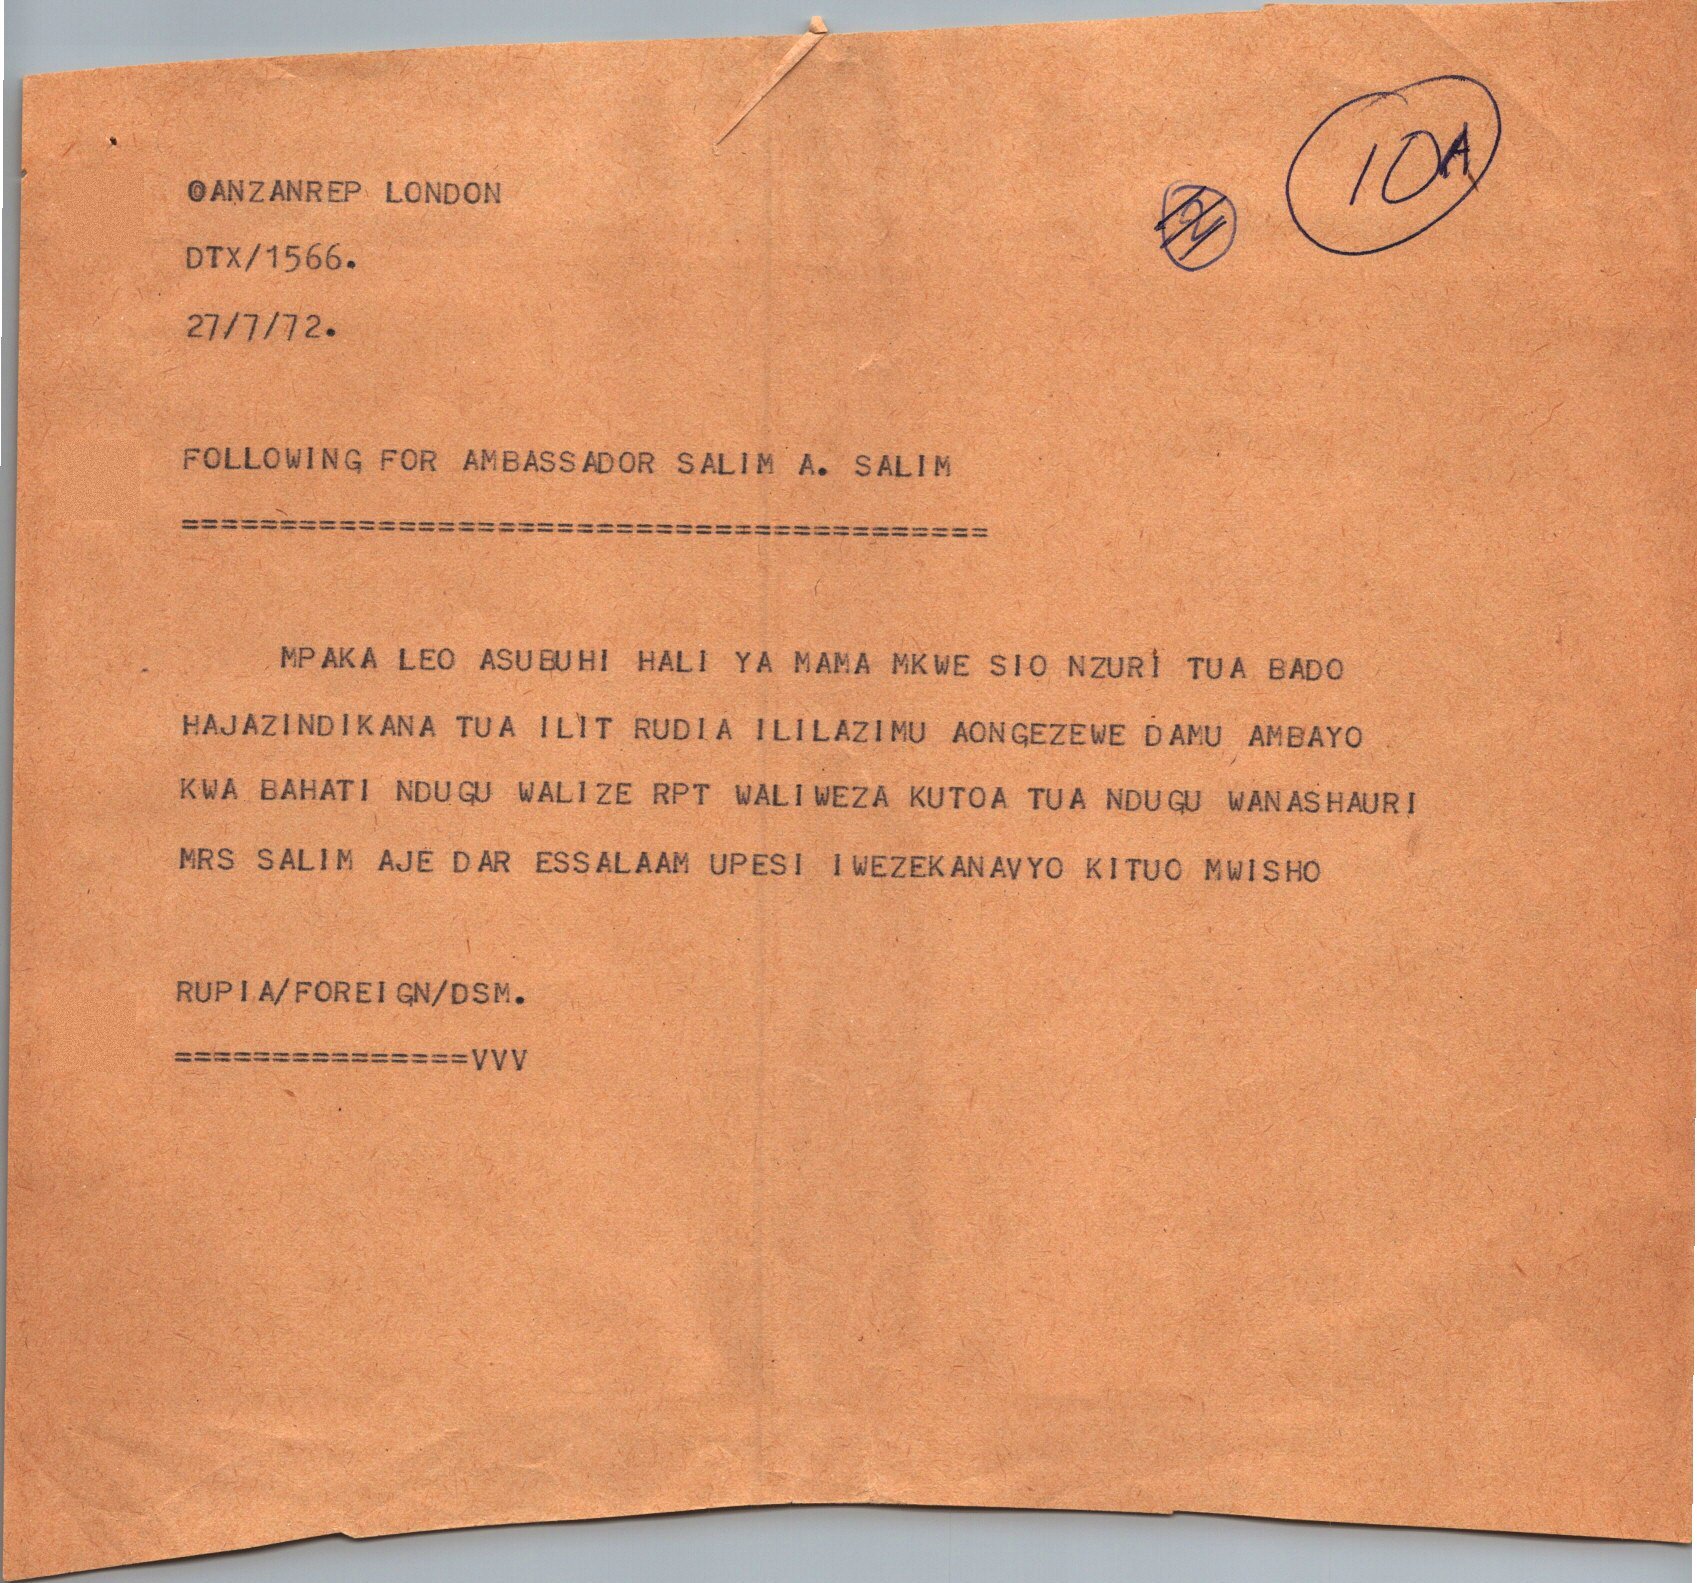 10A
@ANZANREP LONDON
DTX/1566.
27/7/72.
FOLLOWING FOR AMBASSADOR SALIM A. SALIM
=========================================
MPAKA LEO ASUBUHI HALI YA MAMA MKWE SIO NZURI TUA BADO
HAJAZINDIKANA TUA ILIT RUDIA ILILAZIMU AONGEZEWE DAMU AMBAYO
KWA BAHATI NDUGU WALIZE RPT WALIWEZA KUTOA TUA NDUGU WANASHAURI
MRS SALIM AJE DAR ESSALAAM UPESI IWEZEKANAVYO KITUO MWISHO
RUPIA/FOREIGN/DSM.
===============VVV